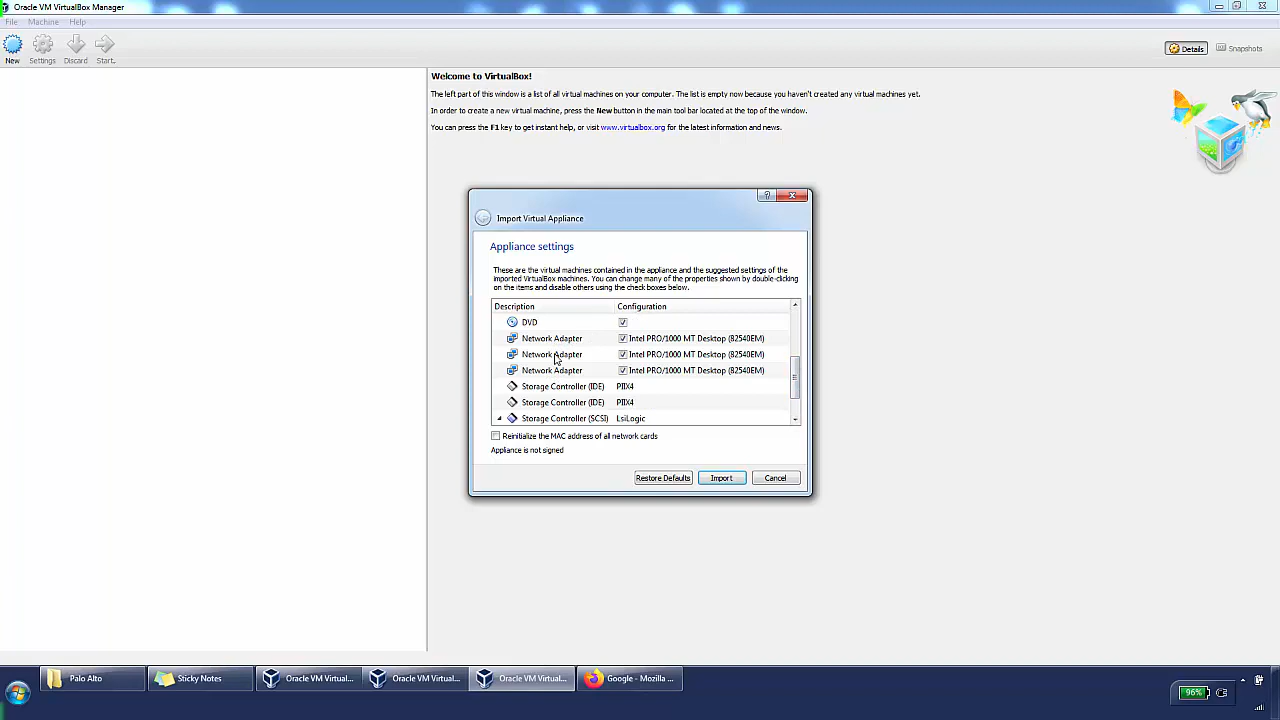 Oracle VM VirtualBox Manager
File Machine Help
New Settings Discard Start.
Details Snapshots
Welcome to VirtualBox!
The left part of this window is a list of all virtual machines on your computer. The list is empty now because you haven't created any virtual machines yet.
In order to create a new virtual machine, press the New button in the main tool bar located at the top of the window.
You can press the F1 key to get instant help, or visit www.virtualbox.org for the latest information and news.
?
Import Virtual Appliance
Appliance settings
These are the virtual machines contained in the appliance and the suggested settings of the
imported VirtualBox machines. You can change many of the properties shown by double-clicking
on the items and disable others using the check boxes below.
Description Configuration
DVD
Network Adapter Intel PRO/1000 MT Desktop (82540EM)
Network Adapter Intel PRO/1000 MT Desktop (82540EM)
Network Adapter Intel PRO/1000 MT Desktop (82540EM)
Storage Controller (IDE) PIIX4
Storage Controller (IDE) PIIX4
Storage Controller (SCSI) LsiLogic
Reinitialize the MAC address of all network cards
Appliance is not signed
Restore Defaults Import Cancel
Palo Alto Sticky Notes Oracle VM Virtual... Oracle VM Virtual... Oracle VM Virtual... Google - Mozilla ... 96%